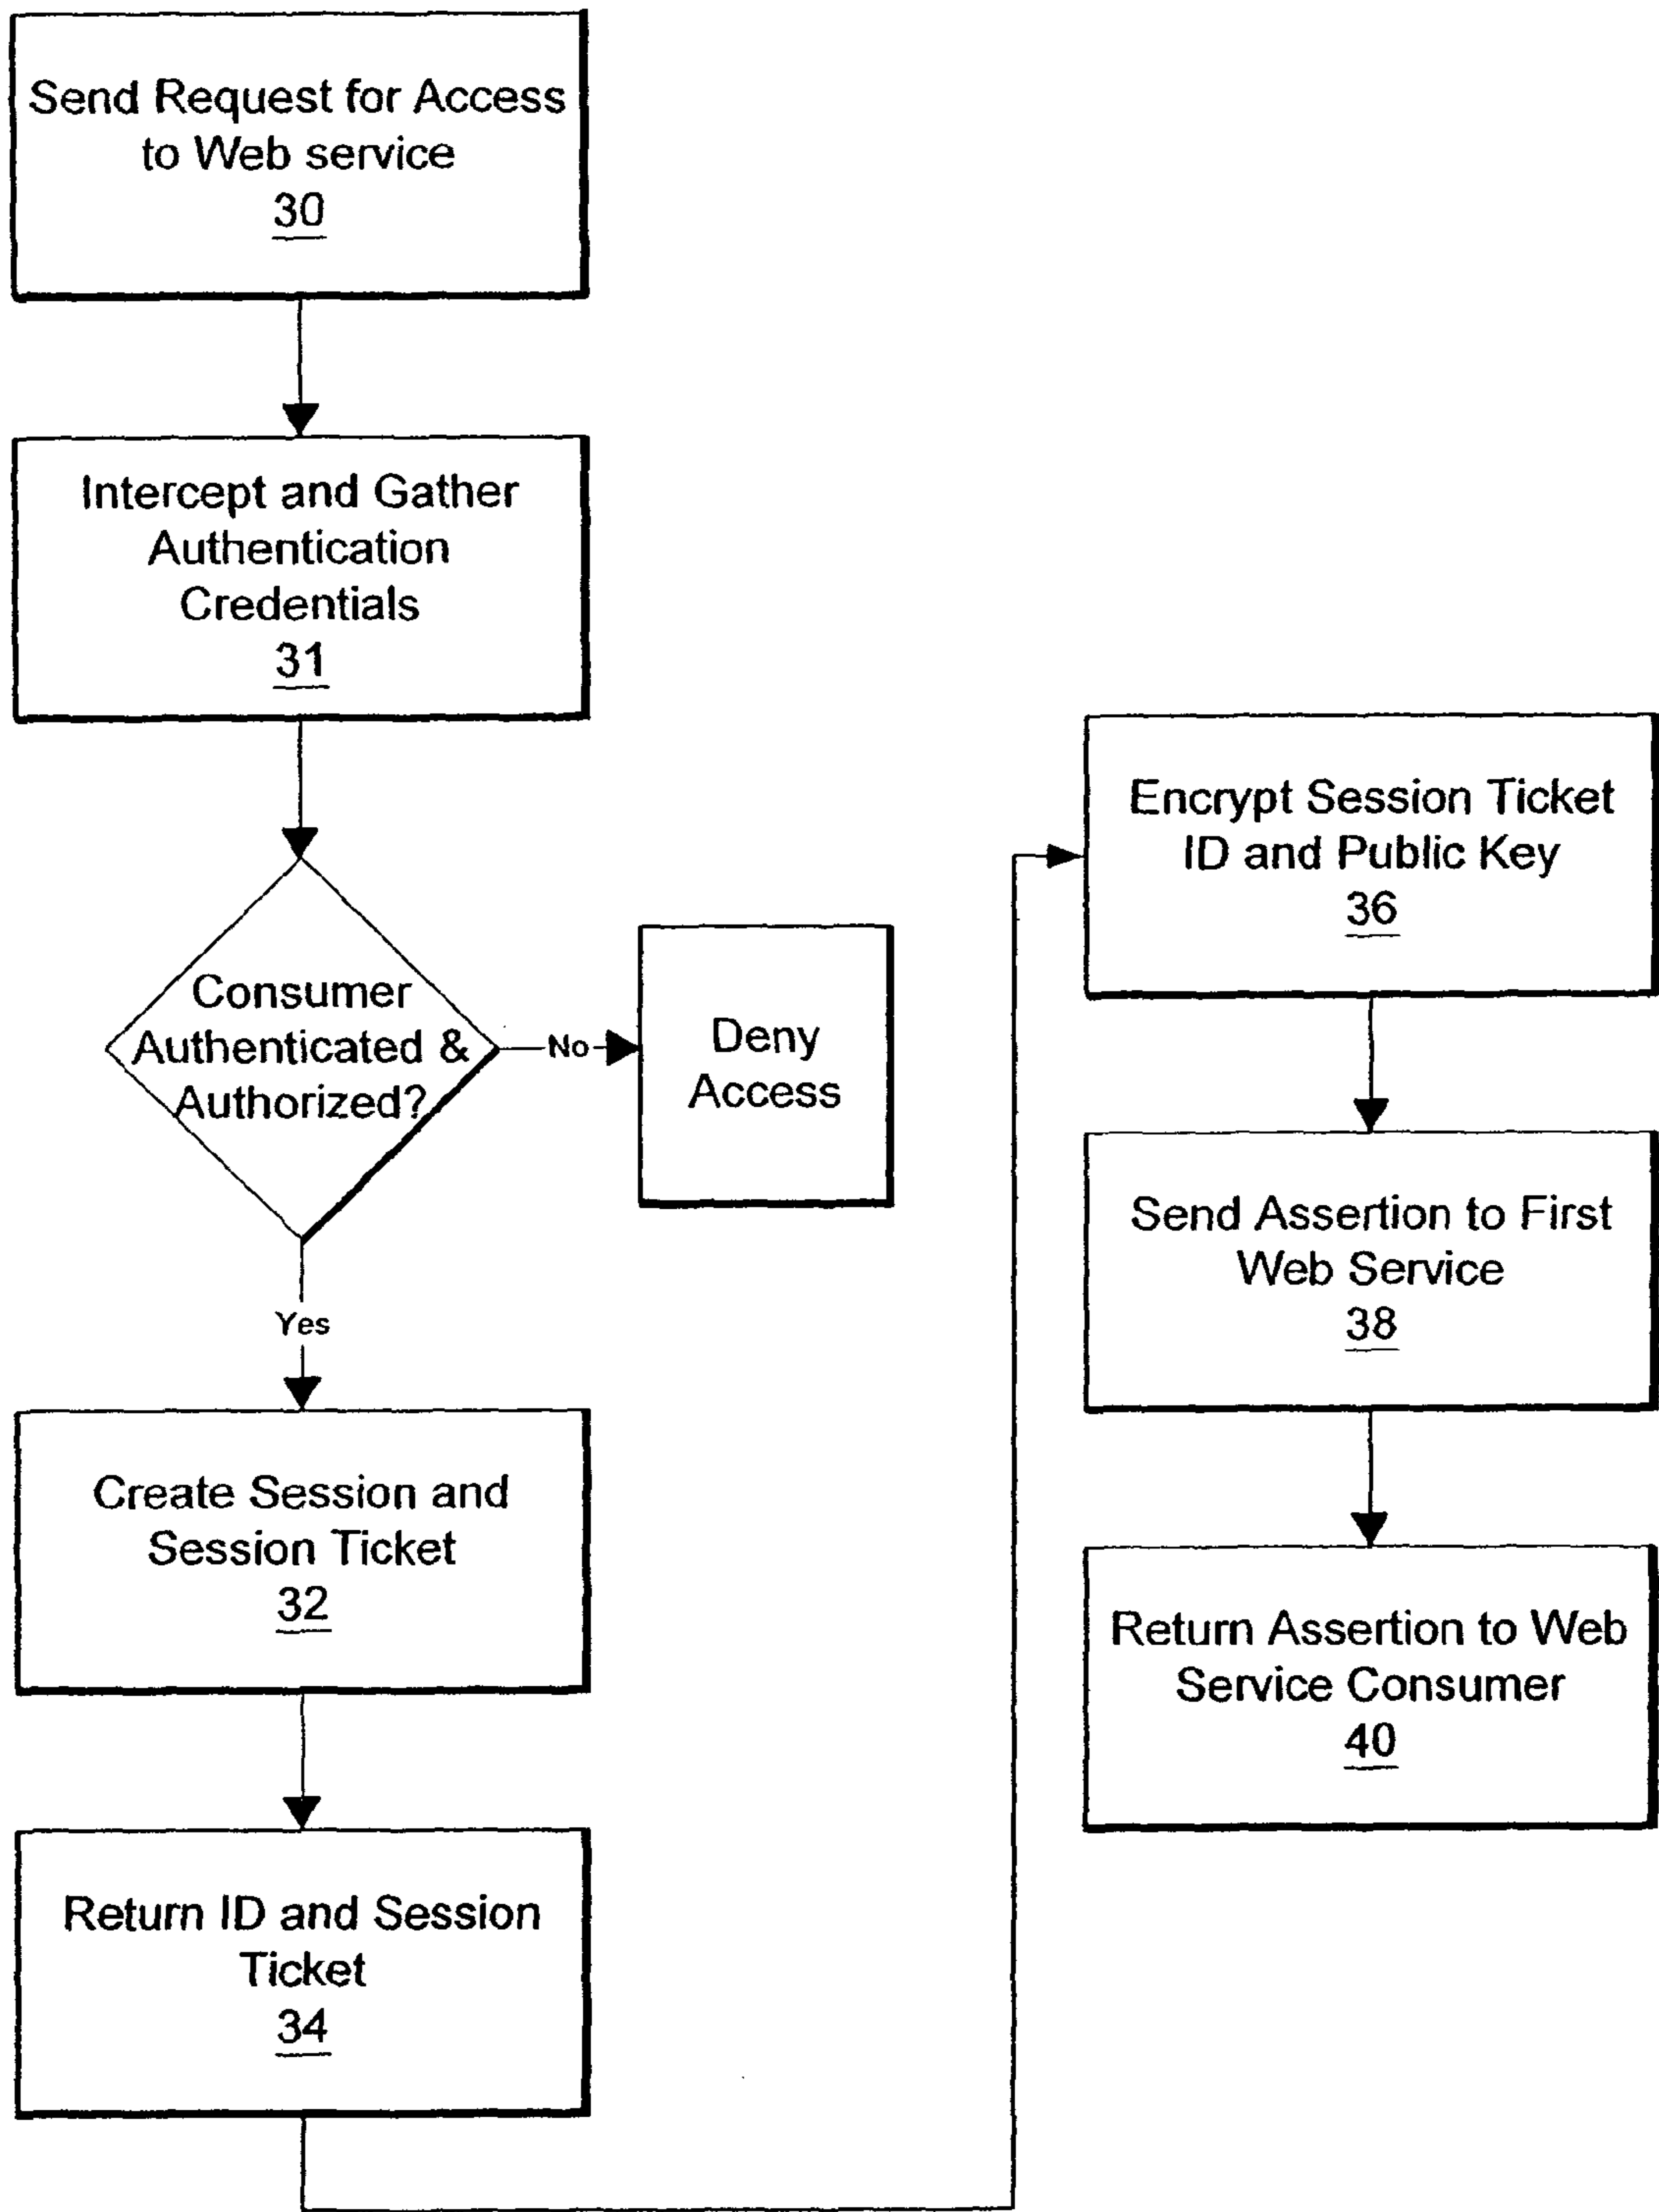 Send Request for Access
to Web service
30
Intercept and Gather
Authentication
Credentials
31
Consumer
Authenticated &
Authorized?
No
Deny
Access
Yes
Create Session and
Session Ticket
32
Return ID and Session
Ticket
34
Encrypt Session Ticket
ID and Public Key
36
Send Assertion to First
Web Service
38
Return Assertion to Web
Service Consumer
40